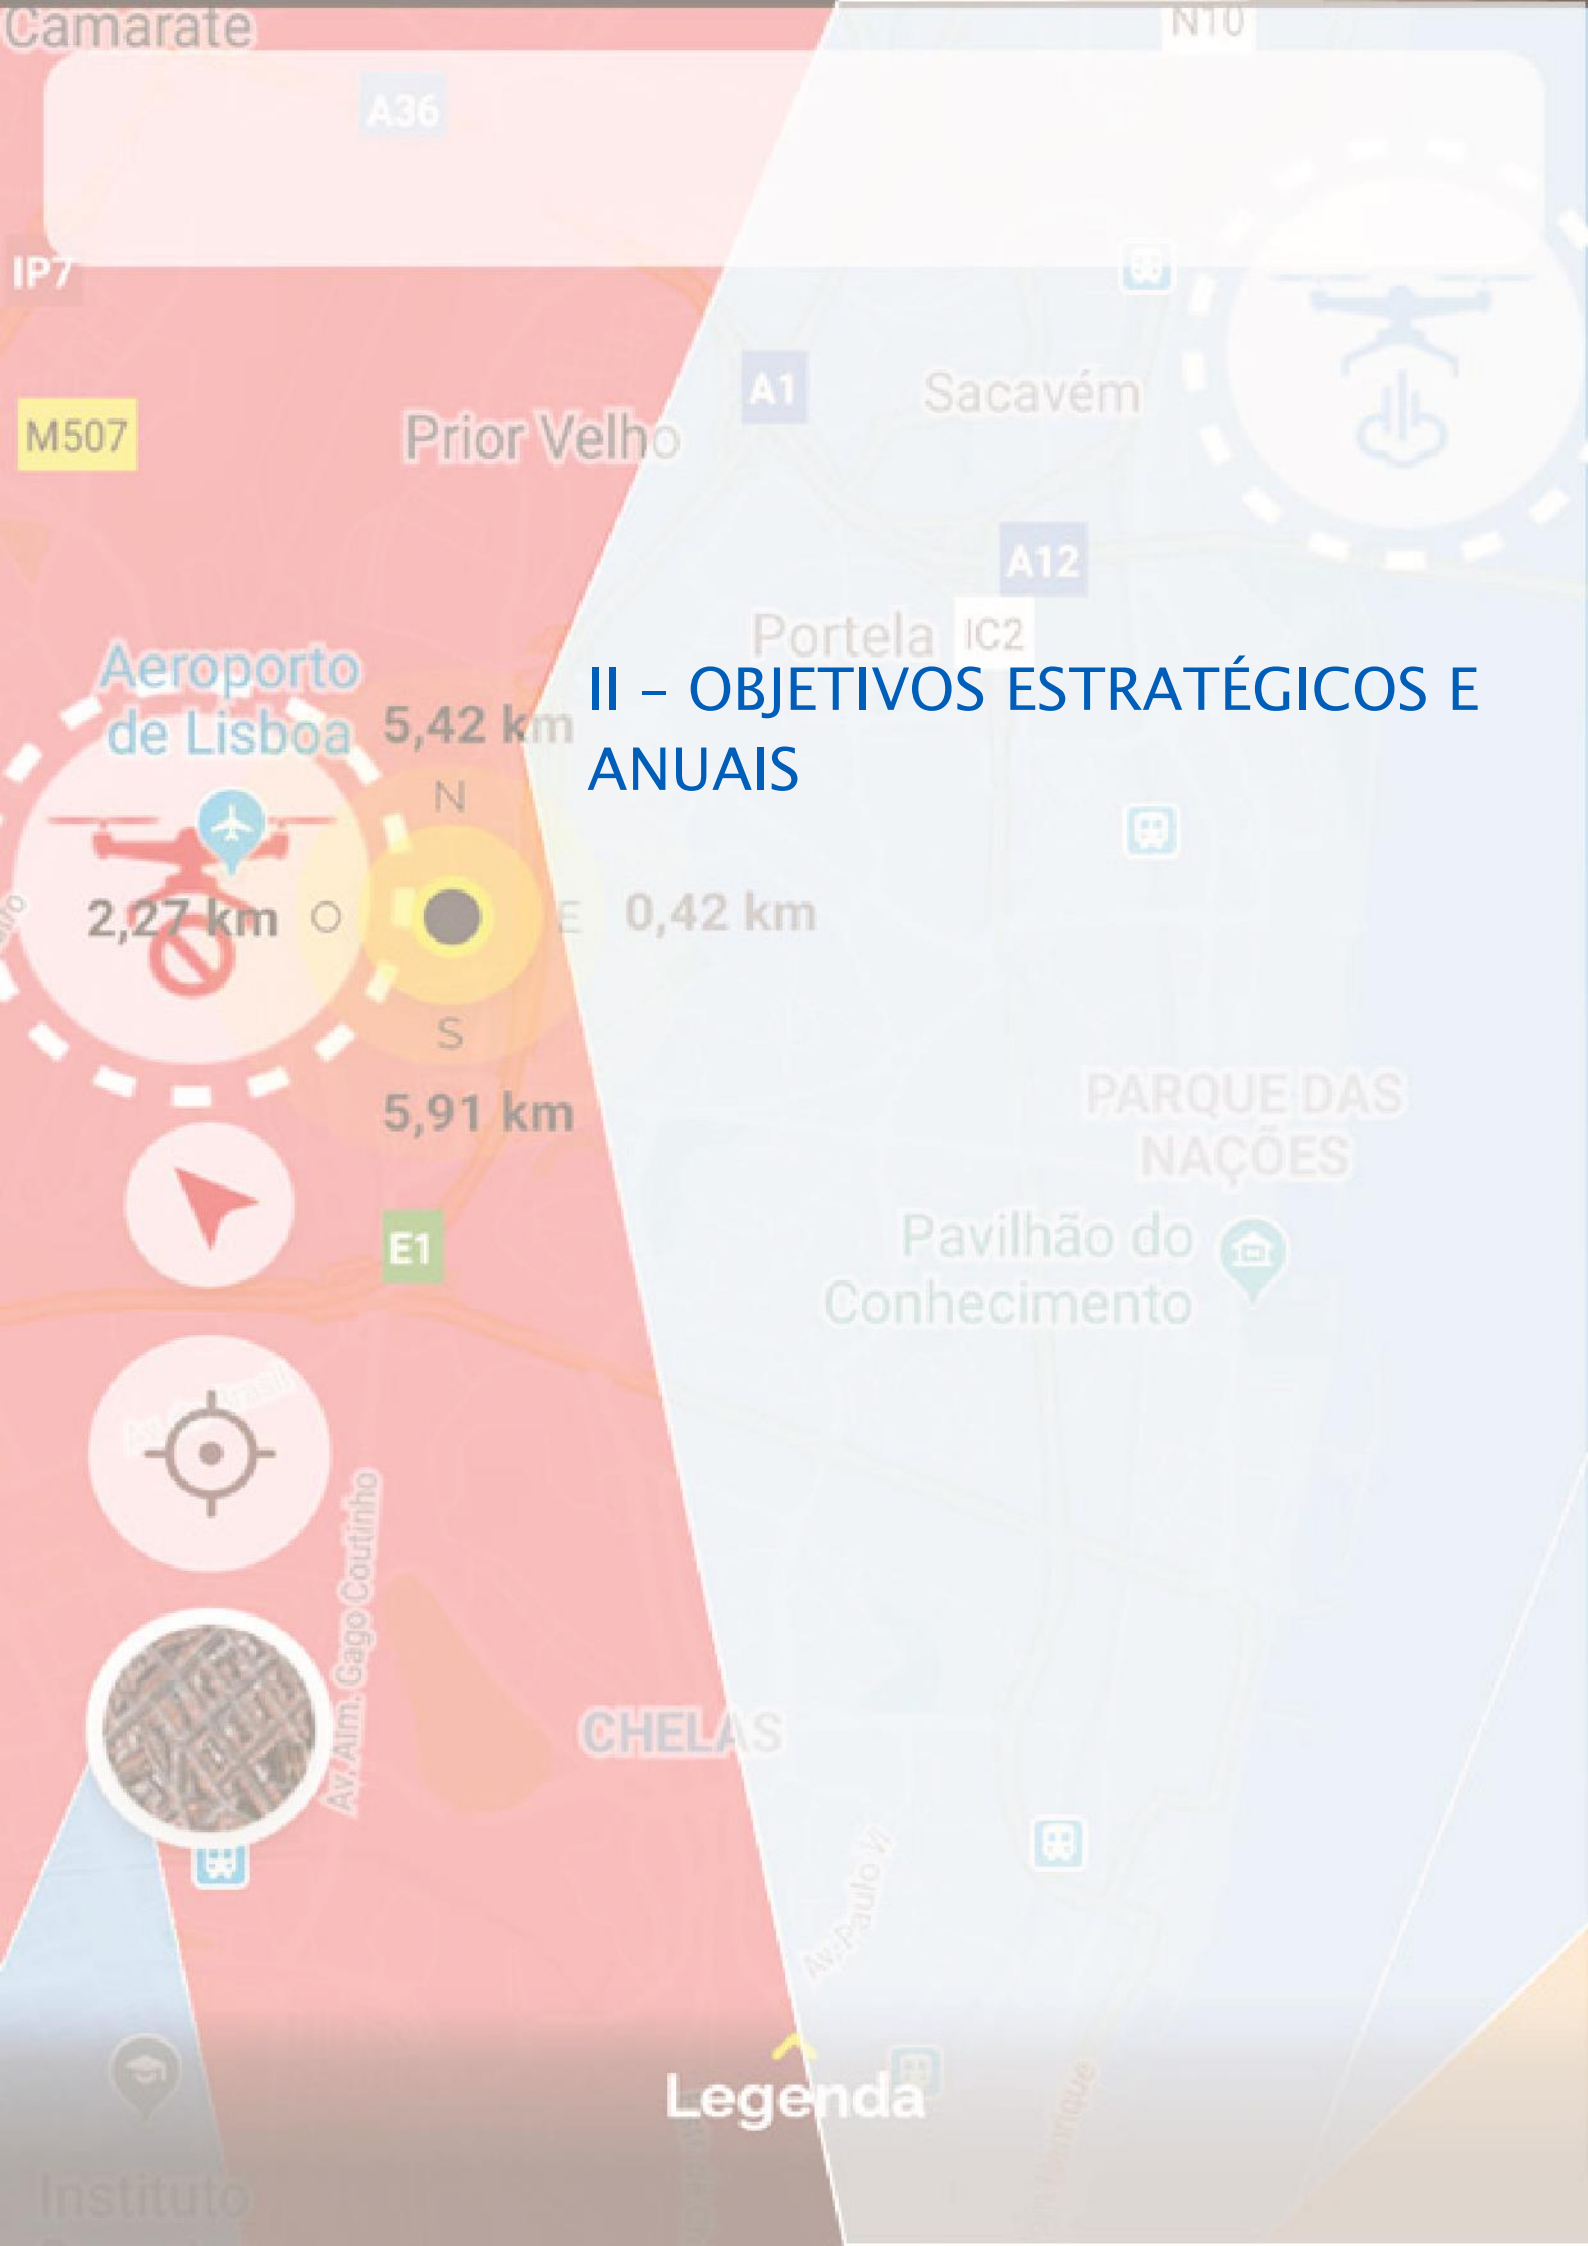 Camarate
N10
A36
IP7
A1
Sacavém
M507
Prior Velho
A12
Portela
IC2
Aeroporto
de Lisboa
5,42 km
II – OBJETIVOS ESTRATÉGICOS E
ANUAIS
N
2,27 km
O
E
0,42 km
S
5,91 km
PARQUE DAS
NAÇÕES
E1
Pavilhão do
Conhecimento
Av. Alm. Gago Coutinho
CHELAS
Av. Paulo VI
Legenda
Instituto